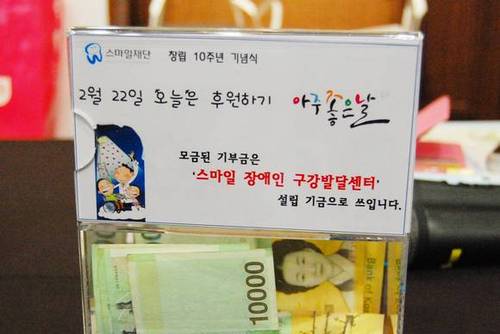 스마일재단 창립 10주년 기념식
2월 22일 오늘은 후원하기 아주 좋은 날
모금된 기부금은
'스마일 장애인 구강발달센터'
설립 기금으로 쓰입니다.
10000
Bank of K